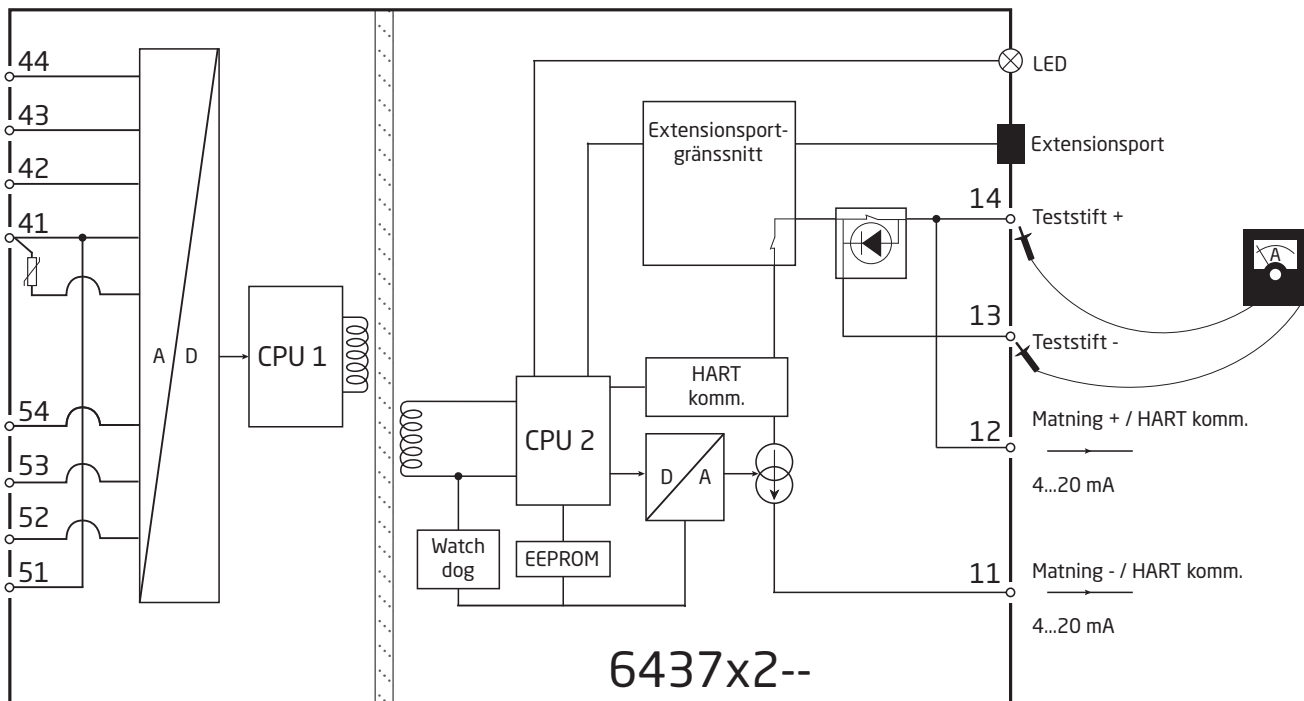 44
43
42
41
54
53
52
51
A
D
CPU 1
CPU 2
Watch
dog
EEPROM
D
A
HART
komm.
Extensionsport-
gränssnitt
LED
Extensionsport
14
Teststift +
A
13
Teststift -
12
Matning + / HART komm.
4...20 mA
11
Matning - / HART komm.
4...20 mA
6437x2--